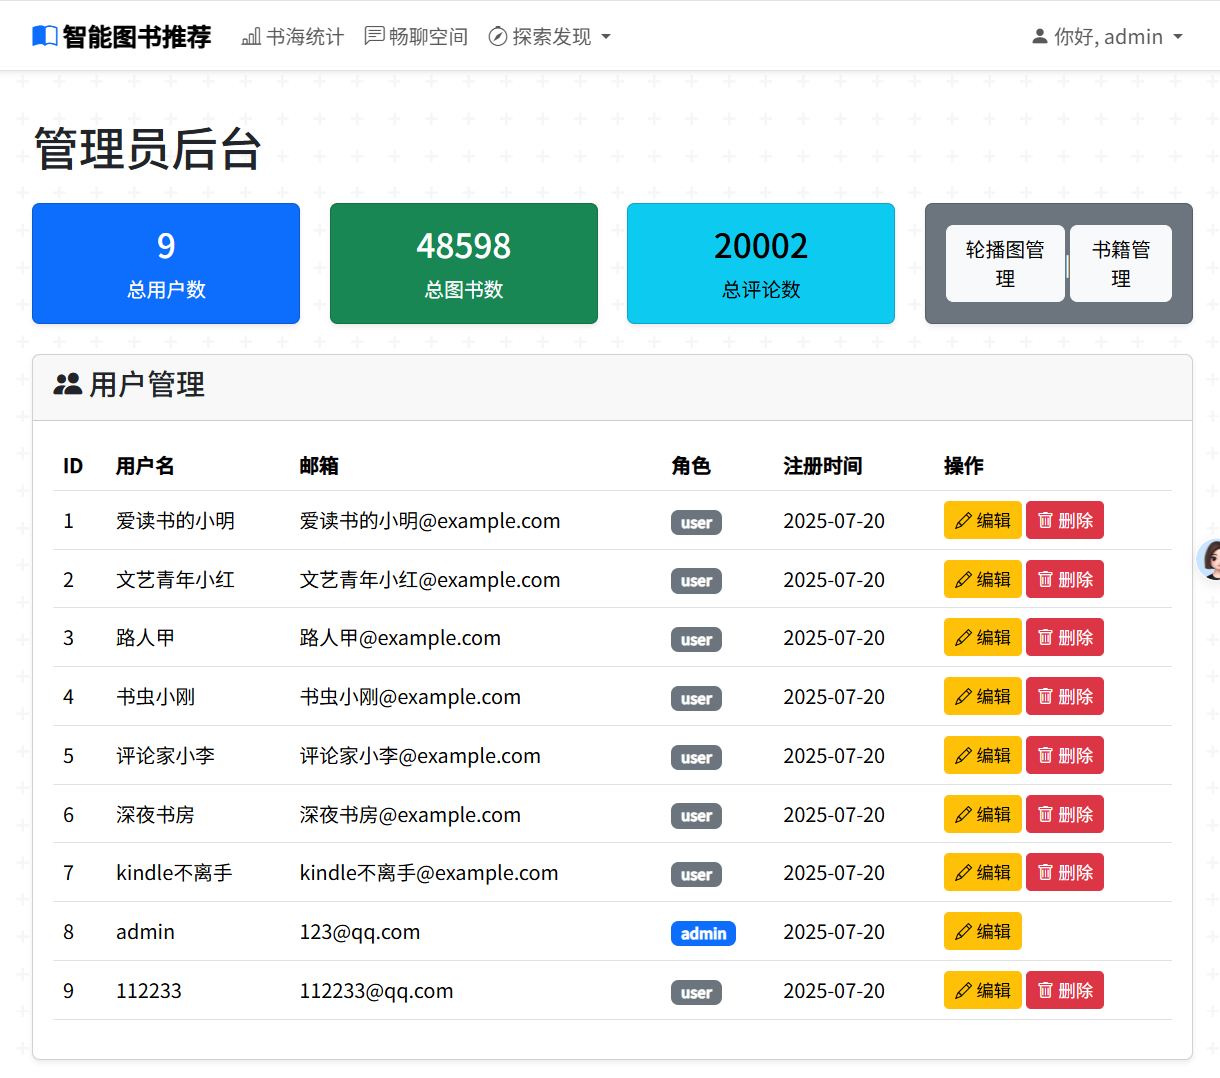 智能图书推荐 书海统计 畅聊空间 探索发现 你好, admin
管理员后台
9
总用户数
48598
总图书数
20002
总评论数
轮播图管
理
书籍管
理
用户管理
ID 用户名 邮箱 角色 注册时间 操作
1 爱读书的小明 爱读书的小明@example.com user 2025-07-20 编辑 删除
2 文艺青年小红 文艺青年小红@example.com user 2025-07-20 编辑 删除
3 路人甲 路人甲@example.com user 2025-07-20 编辑 删除
4 书虫小刚 书虫小刚@example.com user 2025-07-20 编辑 删除
5 评论家小李 评论家小李@example.com user 2025-07-20 编辑 删除
6 深夜书房 深夜书房@example.com user 2025-07-20 编辑 删除
7 kindle不离手 kindle不离手@example.com user 2025-07-20 编辑 删除
8 admin 123@qq.com admin 2025-07-20 编辑
9 112233 112233@qq.com user 2025-07-20 编辑 删除